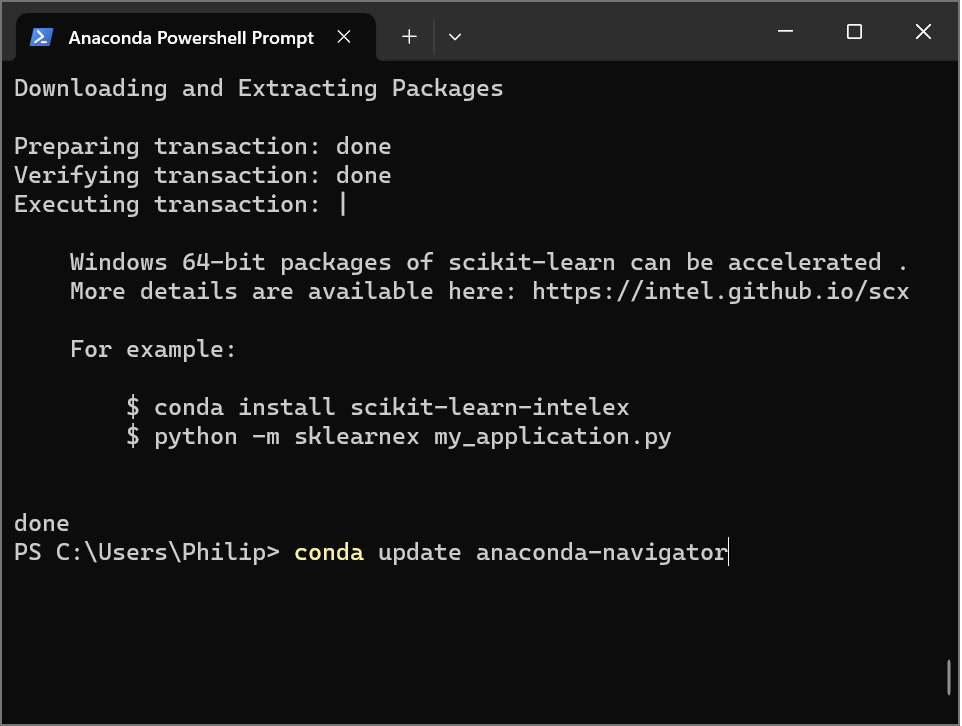 Anaconda Powershell Prompt
Downloading and Extracting Packages
Preparing transaction: done
Verifying transaction: done
Executing transaction: |
Windows 64-bit packages of scikit-learn can be accelerated .
More details are available here: https://intel.github.io/scx
For example:
$ conda install scikit-learn-intelex
$ python -m sklearnex my_application.py
done
PS C:\Users\Philip> conda update anaconda-navigator